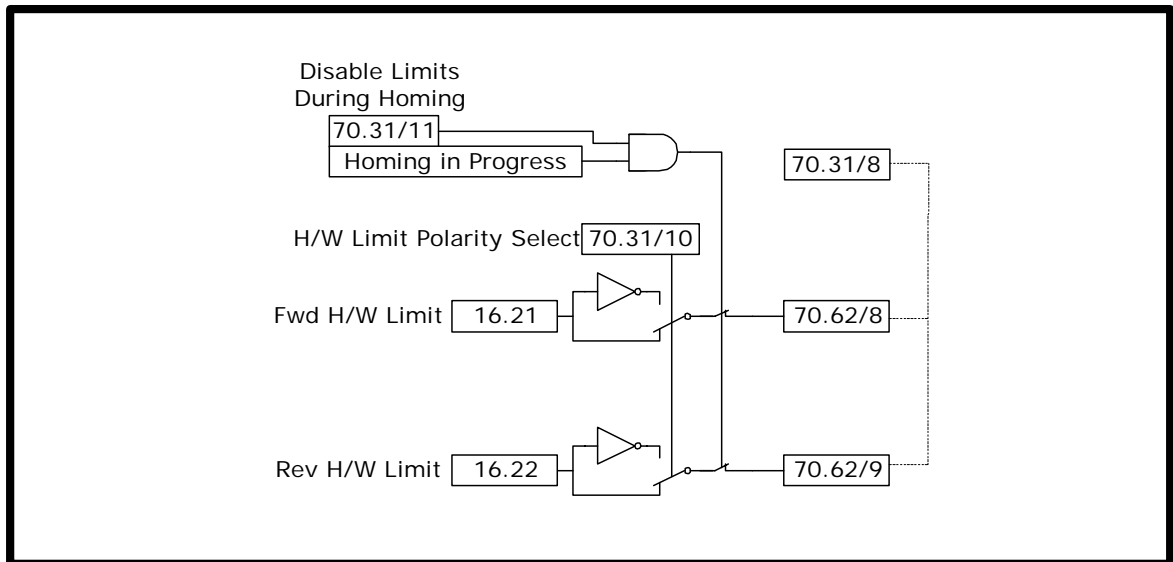 Disable Limits
During Homing
70.31/11
Homing in Progress
70.31/8
H/W Limit Polarity Select 70.31/10
Fwd H/W Limit 16.21 70.62/8
Rev H/W Limit 16.22 70.62/9